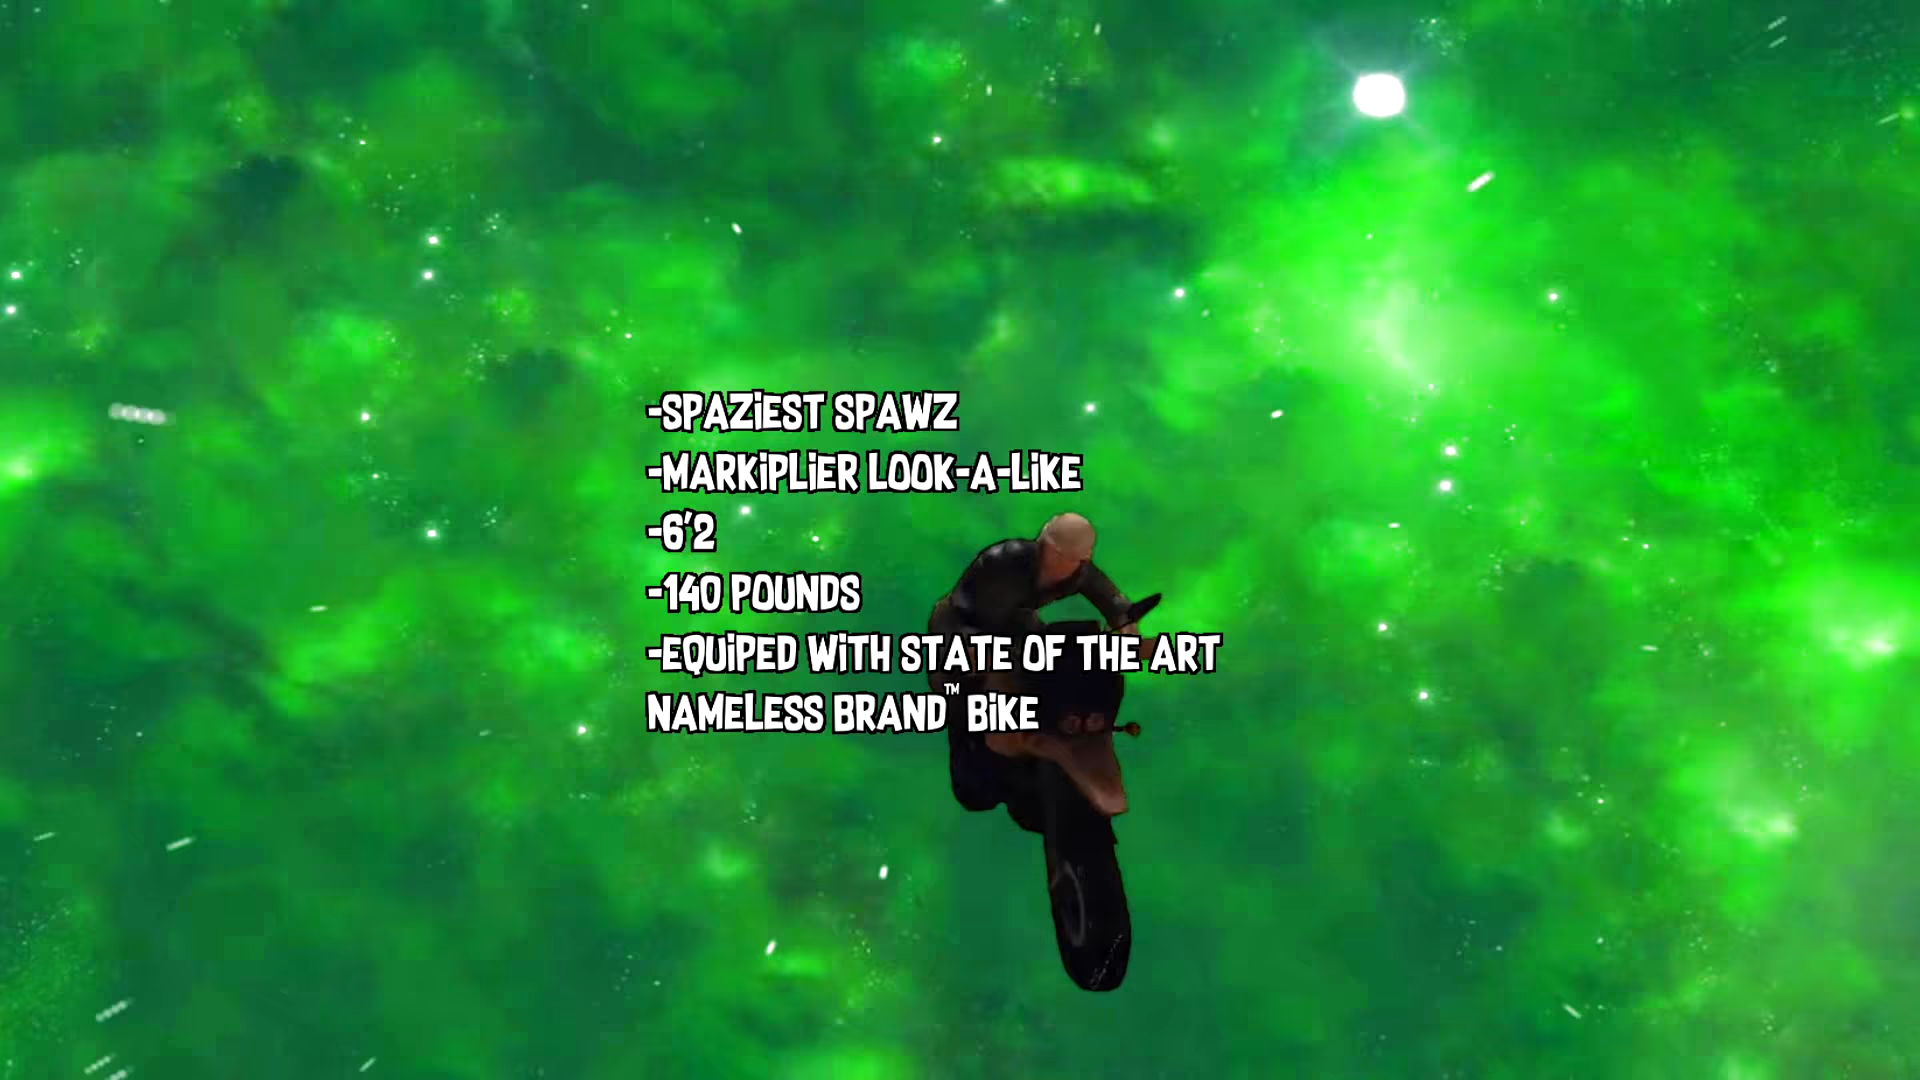 -SPAZiEST SPAWZ
-MARKiPLiER LOOK-A-LiKE
-6'2
-140 POUNDS
-EQUiPED WiTH STATE OF THE ART
NAMELESS BRAND™ BiKE